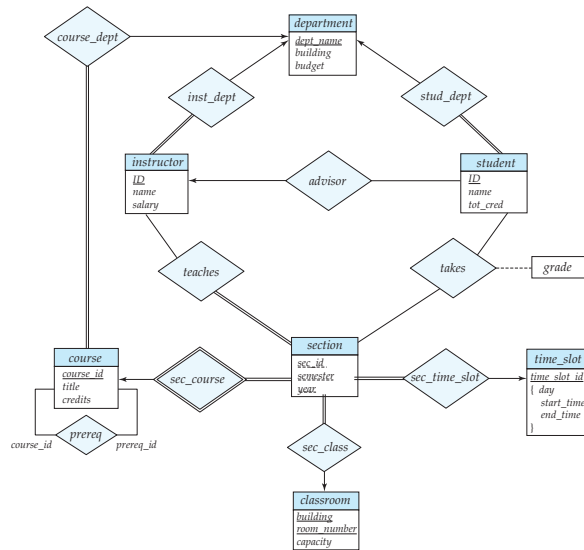 department
dept_name
building
budget
course_dept
inst_dept
stud_dept
instructor
ID
name
salary
advisor
student
ID
name
tot_cred
teaches
takes
grade
course
course_id
title
credits
sec_course
section
sec_id
semester
year
sec_time_slot
time_slot
time_slot_id
{ day
start_time
end_time
}
prereq
course_id
prereq_id
sec_class
classroom
building
room_number
capacity